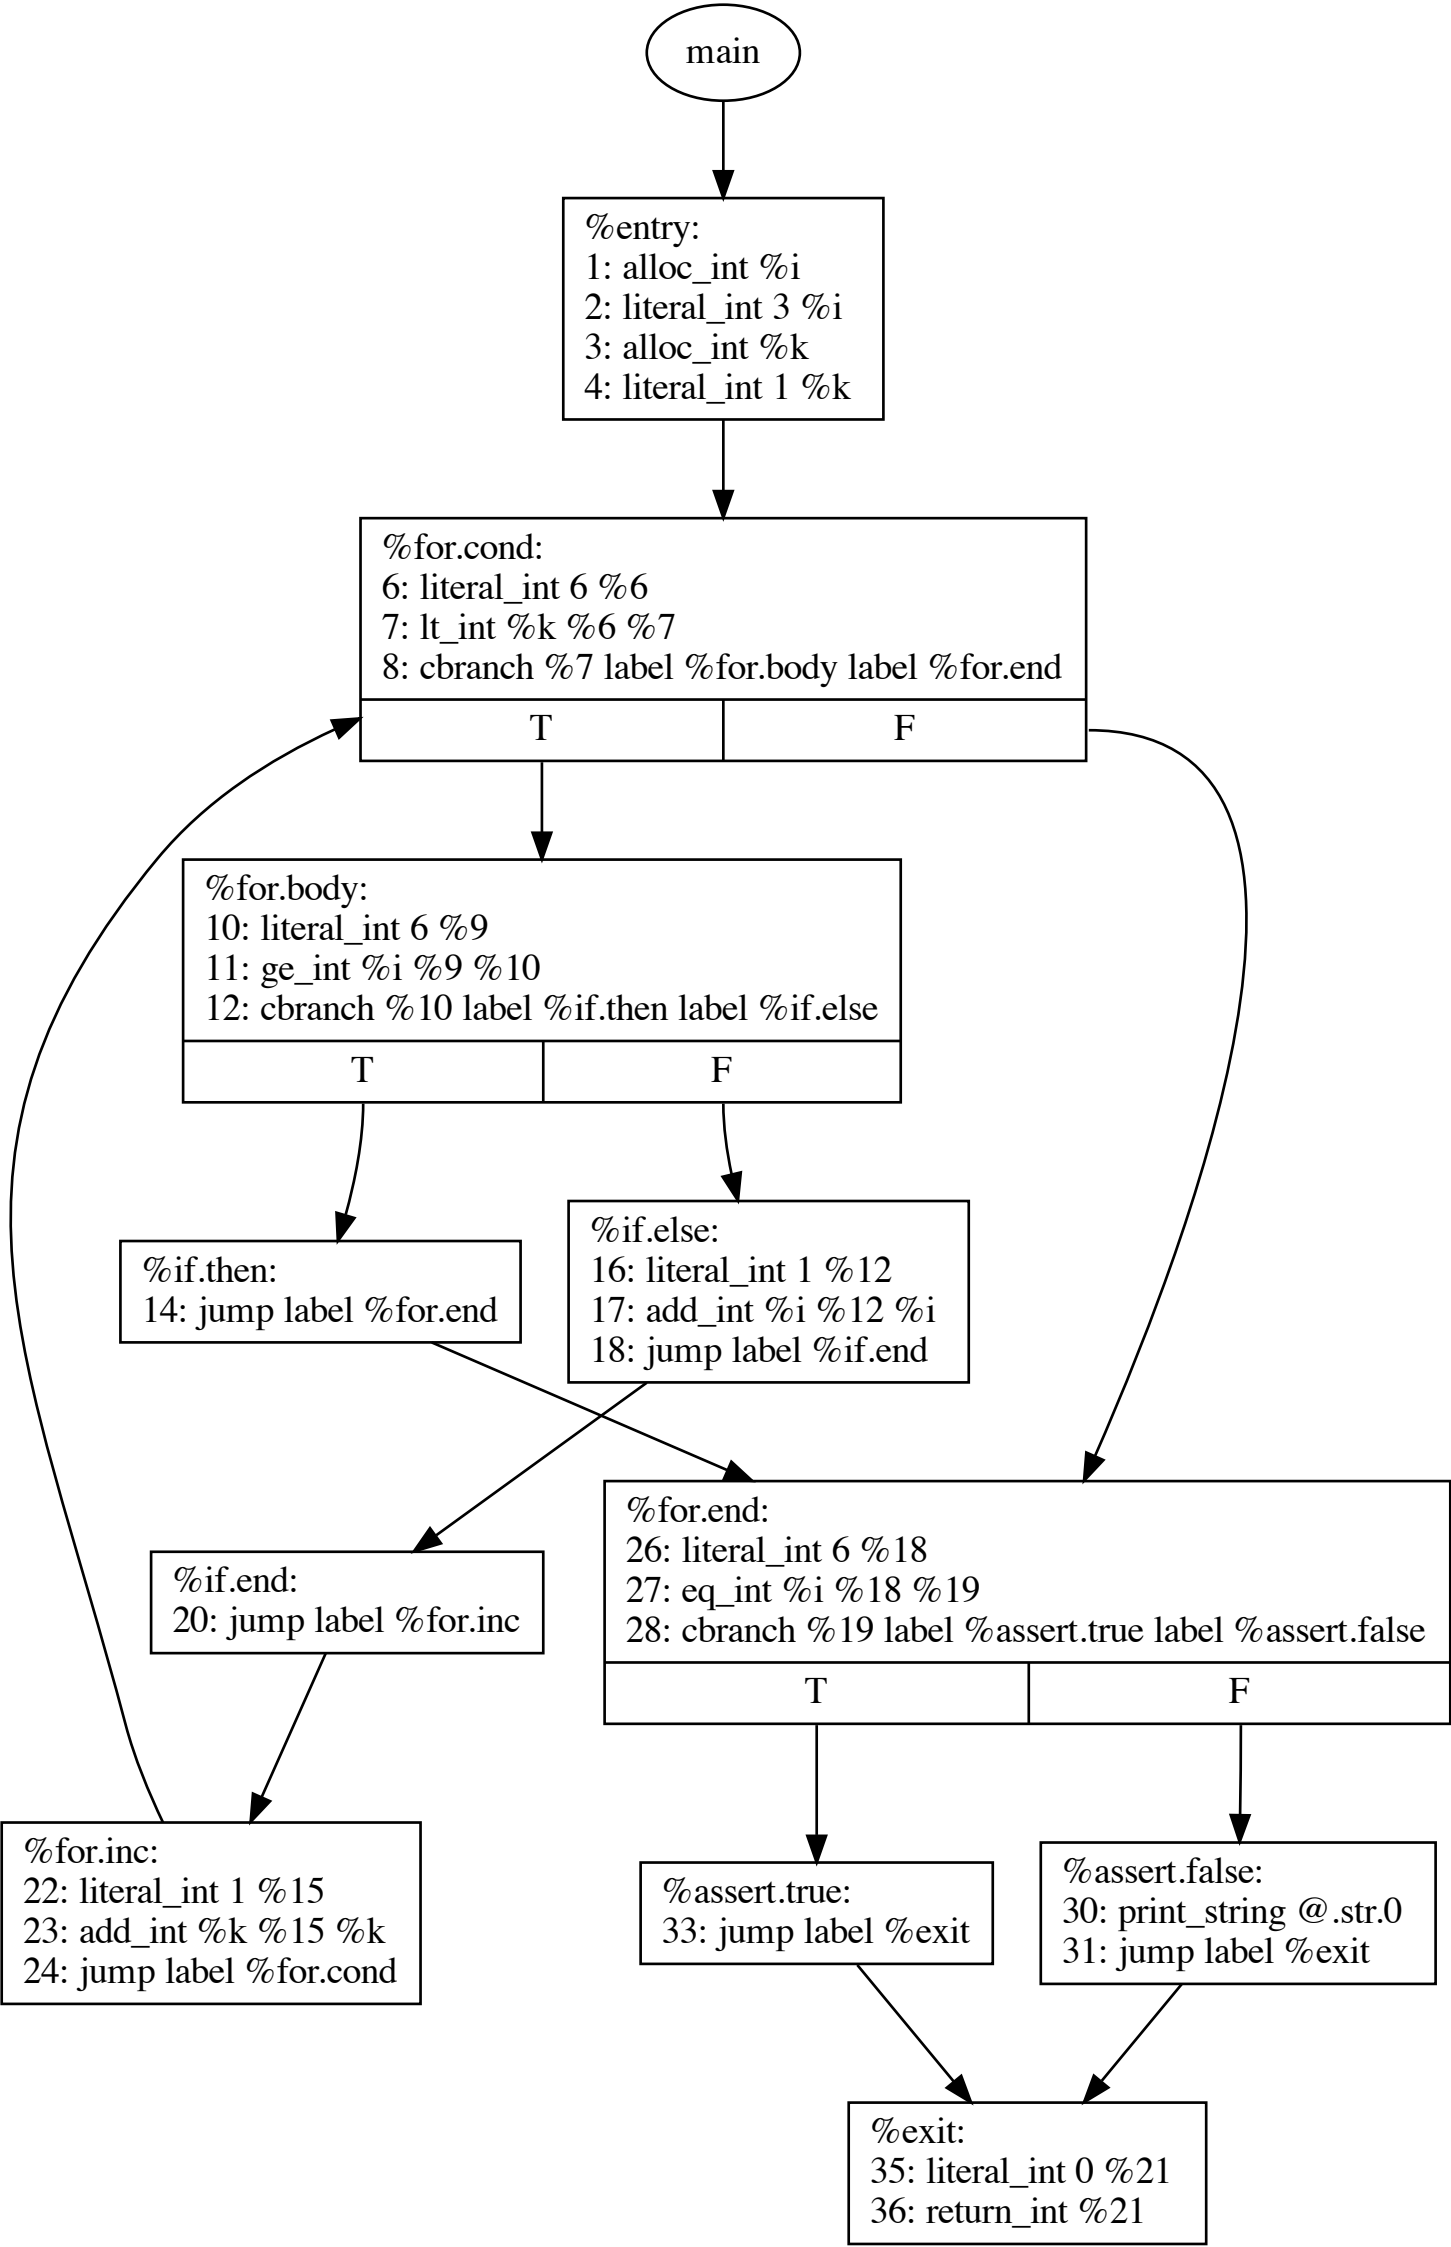 main
%entry:
1: alloc_int %i
2: literal_int 3 %i
3: alloc_int %k
4: literal_int 1 %k
%for.cond:
6: literal_int 6 %6
7: lt_int %k %6 %7
8: cbranch %7 label %for.body label %for.end
T
F
%for.body:
10: literal_int 6 %9
11: ge_int %i %9 %10
12: cbranch %10 label %if.then label %if.else
T
F
%if.then:
14: jump label %for.end
%if.else:
16: literal_int 1 %12
17: add_int %i %12 %i
18: jump label %if.end
%if.end:
20: jump label %for.inc
%for.end:
26: literal_int 6 %18
27: eq_int %i %18 %19
28: cbranch %19 label %assert.true label %assert.false
T
F
%for.inc:
22: literal_int 1 %15
23: add_int %k %15 %k
24: jump label %for.cond
%assert.true:
33: jump label %exit
%assert.false:
30: print_string @.str.0
31: jump label %exit
%exit:
35: literal_int 0 %21
36: return_int %21